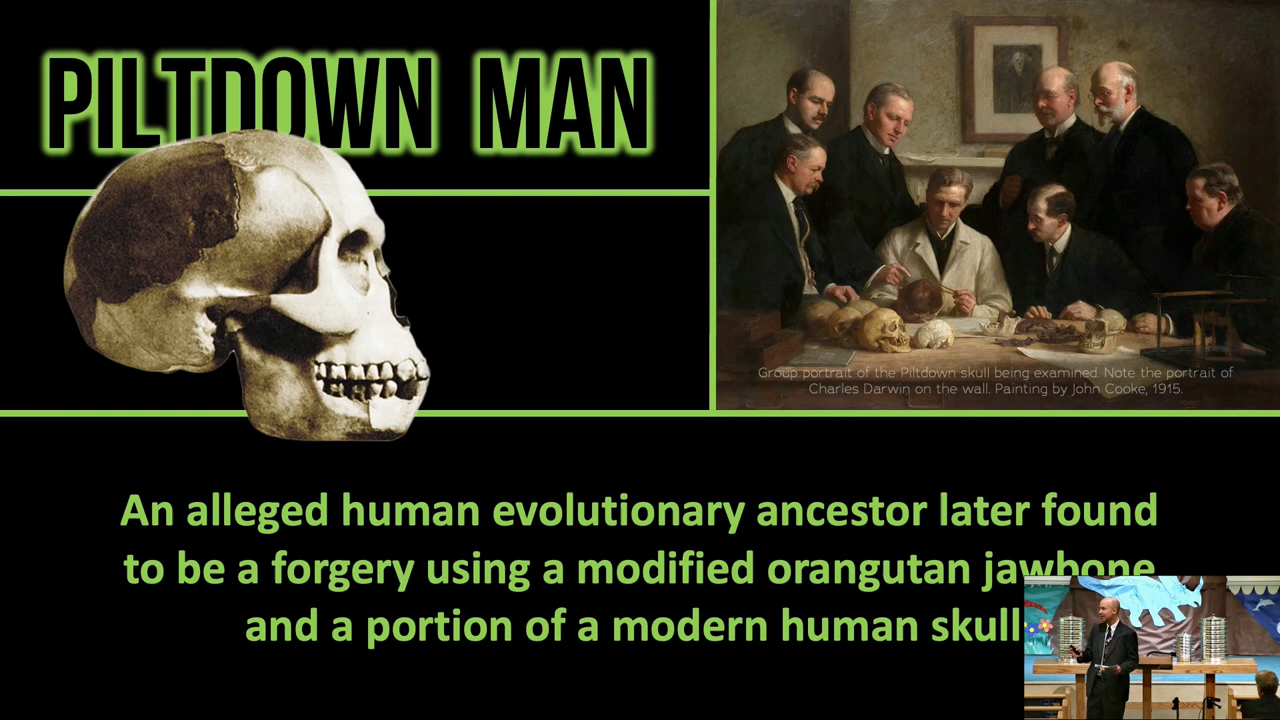 PILTDOWN MAN
Group portrait of the Piltdown skull being examined. Note the portrait of
Charles Darwin on the wall. Painting by John Cooke, 1915.
An alleged human evolutionary ancestor later found
to be a forgery using a modified orangutan jawbone
and a portion of a modern human skull